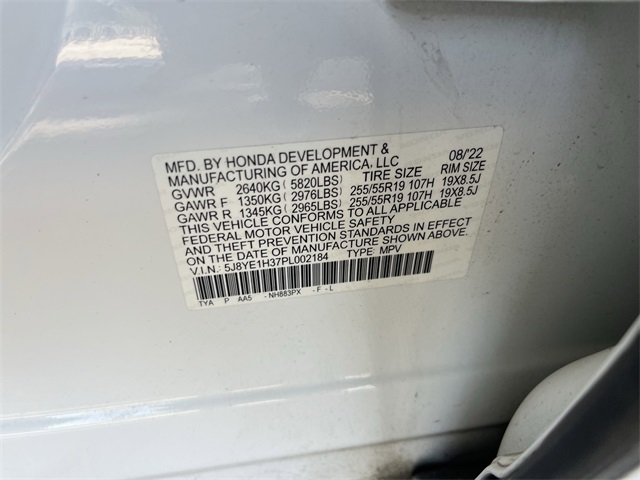 MFD. BY HONDA DEVELOPMENT & 08/'22
MANUFACTURING OF AMERICA, LLC
TIRE SIZE RIM SIZE
GVWR 2640KG( 5820LBS)
GAWR F 1350KG( 2976LBS) 255/55R19 107H 19X8.5J
GAWR R 1345KG( 2965LBS) 255/55R19 107H 19X8.5J
THIS VEHICLE CONFORMS TO ALL APPLICABLE
FEDERAL MOTOR VEHICLE SAFETY
AND THEFT PREVENTION STANDARDS IN EFFECT
ON THE DATE OF MANUFACTURE SHOWN ABOVE.
V.I.N.: 5J8YE1H37PL002184 TYPE: MPV
TYA P AA5 - NH883PX - F - L